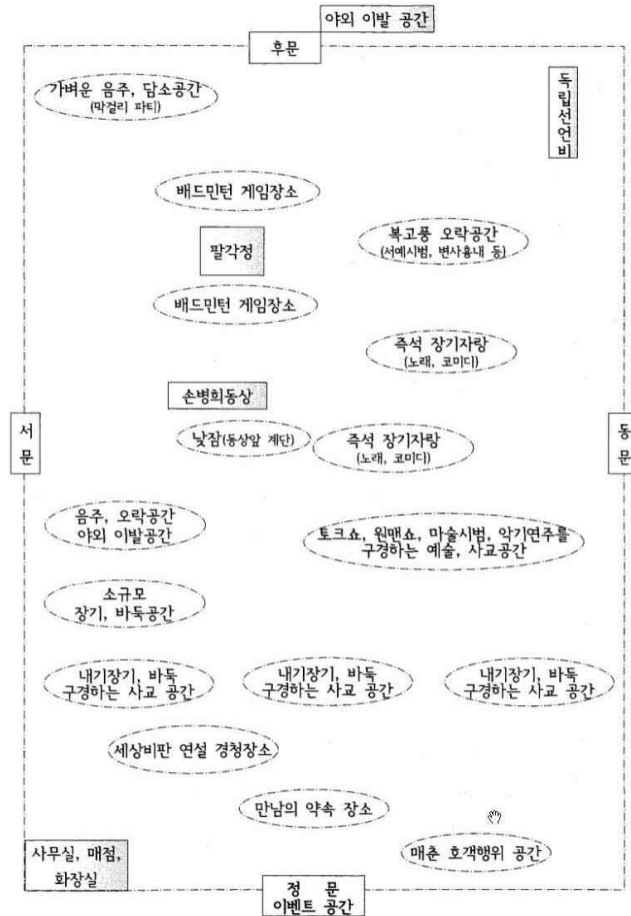 야외 이발 공간
후문
가벼운 음주, 담소공간
(막걸리 파티)
독립선언비
배드민턴 게임장소
복고풍 오락공간
(서예시범, 변사흉내 등)
팔각정
배드민턴 게임장소
즉석 장기자랑
(노래, 코미디)
손병희동상
서문
낮잠(동상앞 계단)
즉석 장기자랑
(노래, 코미디)
동문
음주, 오락공간
야외 이발공간
토크쇼, 원맨쇼, 마술시범, 악기연주를
구경하는 예술, 사교공간
소규모
장기, 바둑공간
내기장기, 바둑
구경하는 사교 공간
내기장기, 바둑
구경하는 사교 공간
내기장기, 바둑
구경하는 사교 공간
세상비판 연설 경청장소
만남의 약속 장소
사무실, 매점,
화장실
매춘 호객행위 공간
정 문
이벤트 공간